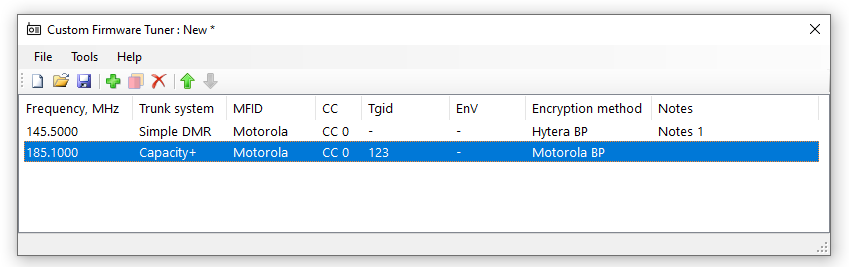 Custom Firmware Tuner : New *
File Tools Help
Frequency, MHz Trunk system MFID CC Tgid EnV Encryption method Notes
145.5000 Simple DMR Motorola CC 0 - - Hytera BP Notes 1
185.1000 Capacity+ Motorola CC 0 123 - Motorola BP